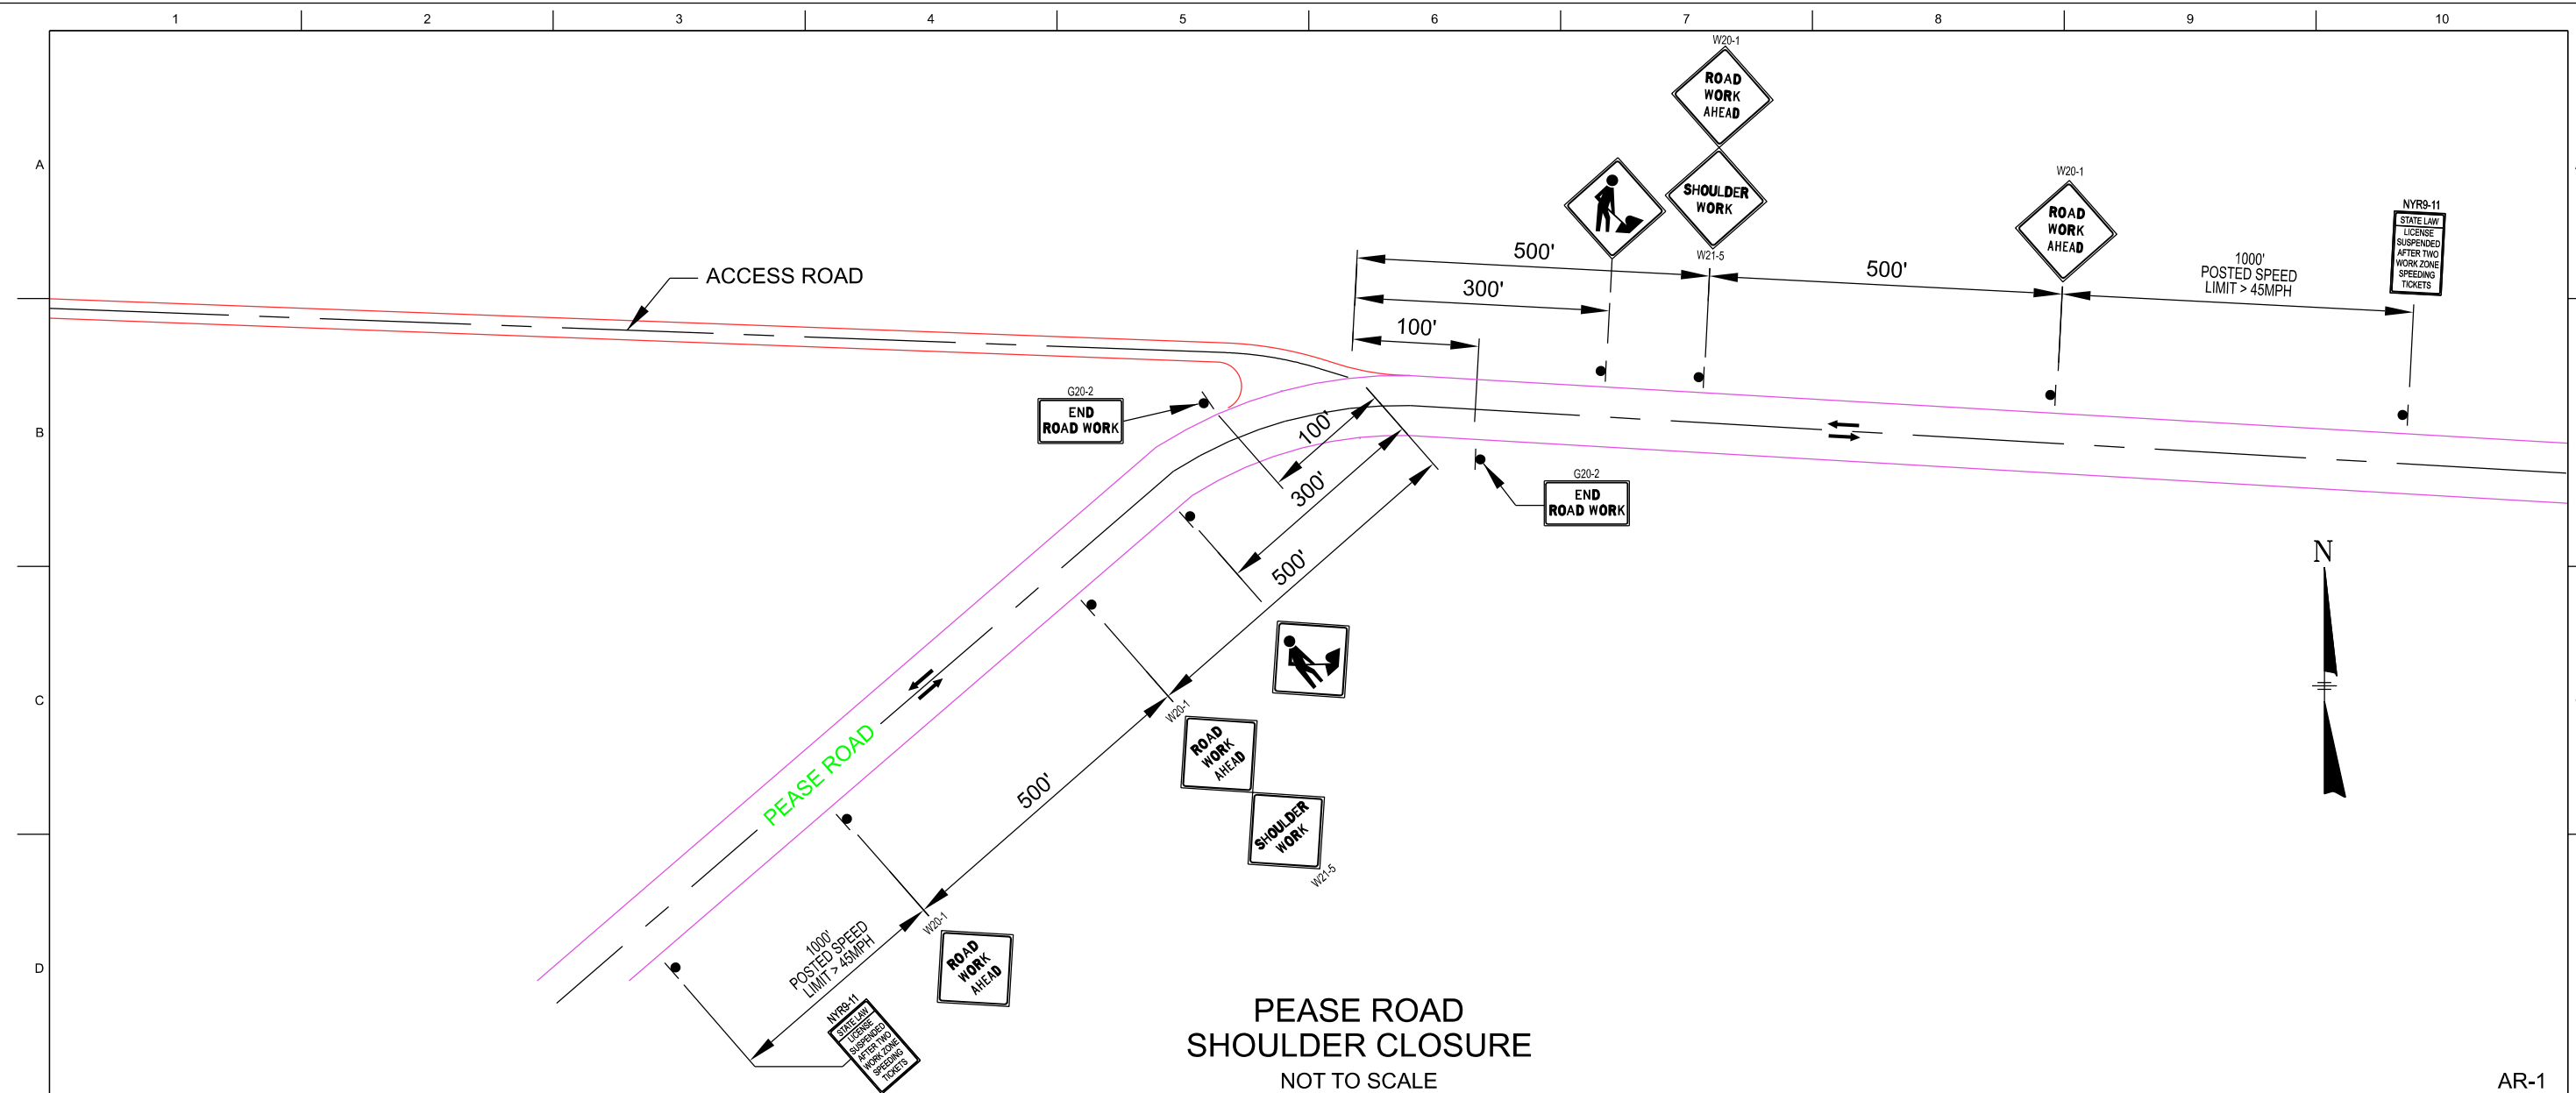 1 2 3 4 5 6 7 8 9 10
A
B
C
D
W20-1
ROAD
WORK
AHEAD
SHOULDER
WORK
W21-5
W20-1
ROAD
WORK
AHEAD
NYR9-11
STATE LAW
LICENSE
SUSPENDED
AFTER TWO
WORK ZONE
SPEEDING
TICKETS
500'
500'
1000'
POSTED SPEED
LIMIT > 45MPH
300'
100'
ACCESS ROAD
G20-2
END
ROAD WORK
100'
300'
500'
G20-2
END
ROAD WORK
N
W20-1
ROAD
WORK
AHEAD
SHOULDER
WORK
W21-5
500'
PEASE ROAD
W20-1
ROAD
WORK
AHEAD
1000'
POSTED SPEED
LIMIT > 45MPH
NYR9-11
STATE LAW
LICENSE
SUSPENDED
AFTER TWO
WORK ZONE
SPEEDING
TICKETS
PEASE ROAD
SHOULDER CLOSURE
NOT TO SCALE
AR-1